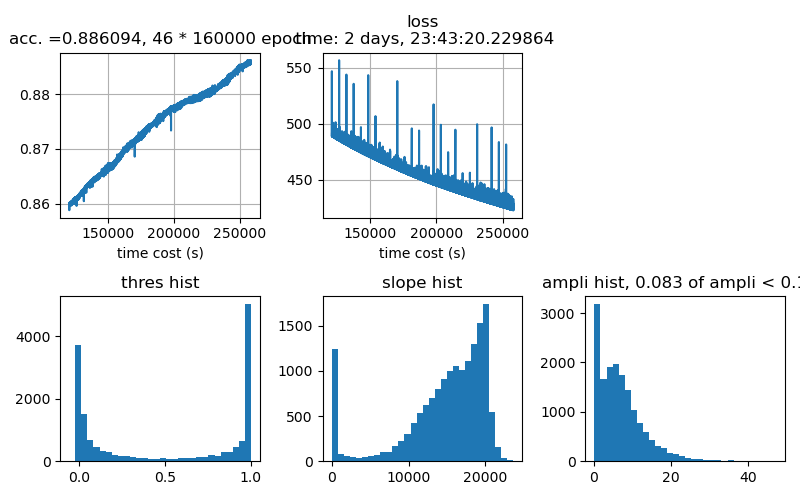 loss
acc. =0.886094, 46 * 160000 epoch
time: 2 days, 23:43:20.229864
0.88
0.87
0.86
150000 200000 250000
time cost (s)
550
500
450
150000 200000 250000
time cost (s)
thres hist
4000
2000
0
0.0 0.5 1.0
slope hist
1500
1000
500
0
0 10000 20000
ampli hist, 0.083 of ampli < 0.1
3000
2000
1000
0
0 20 40